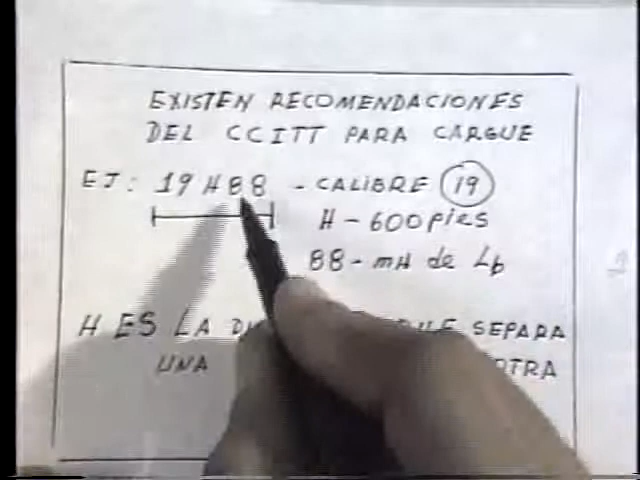 EXISTEN RECOMENDACIONES
DEL CCITT PARA CARGUE
EJ: 19 H 88 - CALIBRE 19
H - 600 pies
88 - mH de Lb
H ES LA SEPARA
UNA OTRA